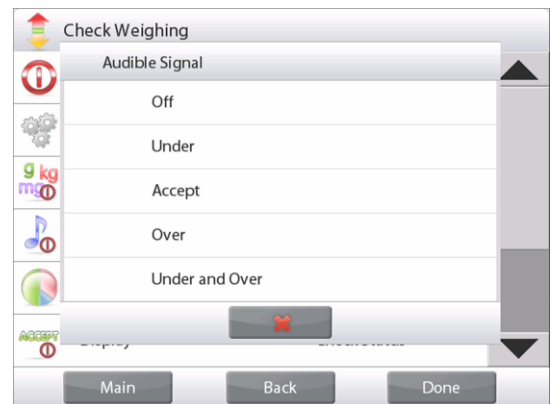 Check Weighing
Audible Signal
Off
g kg
mg
Under
Accept
Over
Under and Over
ACCEPT
Main
Back
Done